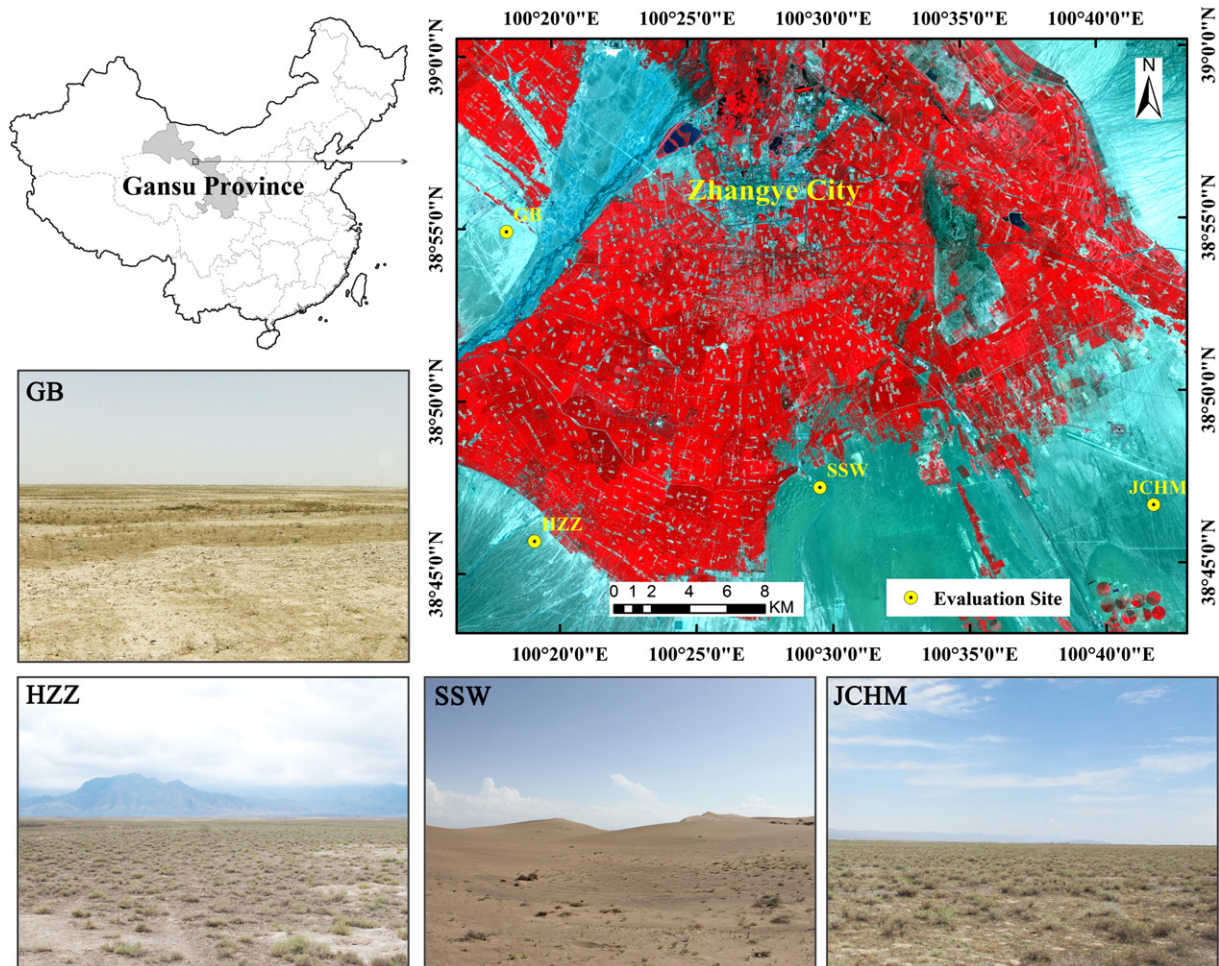 Gansu Province
100°20'0"E 100°25'0"E 100°30'0"E 100°35'0"E 100°40'0"E
39°0'0"N
38°55'0"N
38°50'0"N
38°45'0"N
39°0'0"N
38°55'0"N
38°50'0"N
38°45'0"N
N
Zhangye City
GB
SSW
JCHM
HZZ
0 1 2 4 6 8
KM
Evaluation Site
100°20'0"E 100°25'0"E 100°30'0"E 100°35'0"E 100°40'0"E
GB
HZZ
SSW
JCHM